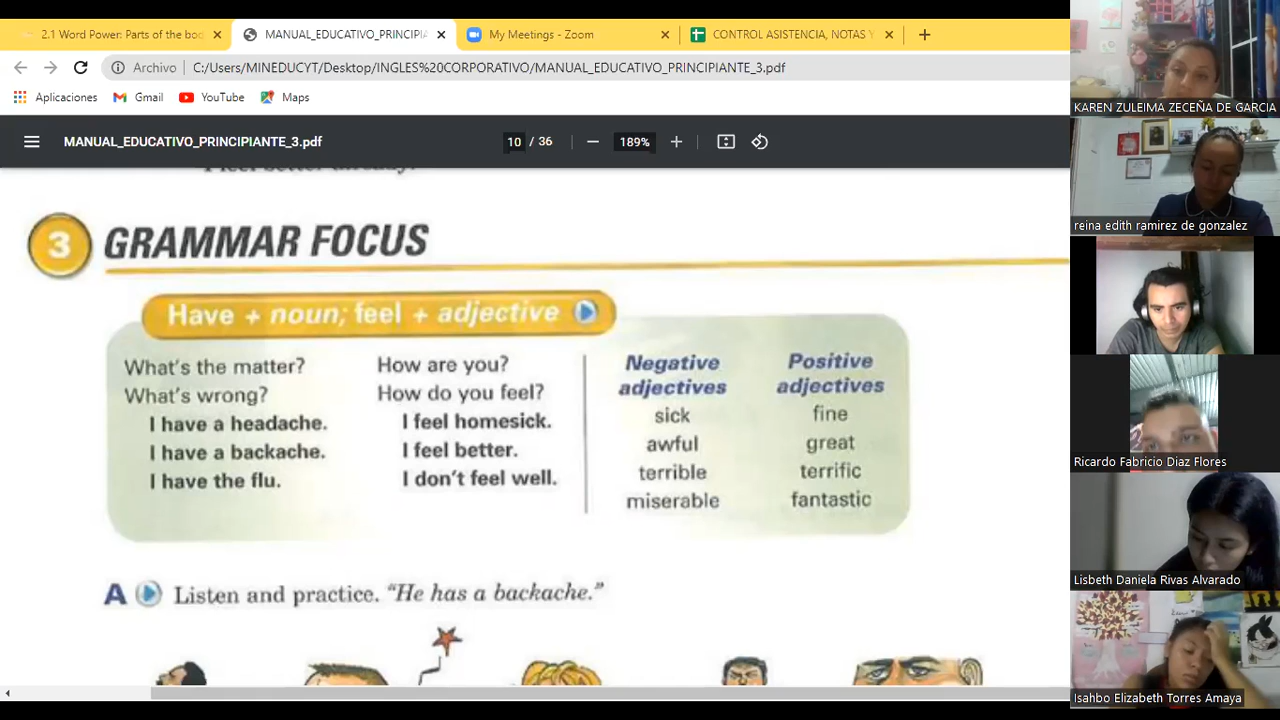 2.1 Word Power: Parts of the boo
MANUAL_EDUCATIVO_PRINCIPIA
My Meetings - Zoom
CONTROL ASISTENCIA, NOTAS Y
Archivo
C:/Users/MINEDUCYT/Desktop/INGLES%20CORPORATIVO/MANUAL_EDUCATIVO_PRINCIPIANTE_3.pdf
Aplicaciones
Gmail
YouTube
Maps
MANUAL_EDUCATIVO_PRINCIPIANTE_3.pdf
10 / 36
189%
I feel better already!
3 GRAMMAR FOCUS
Have + noun; feel + adjective
What's the matter?
What's wrong?
I have a headache.
I have a backache.
I have the flu.
How are you?
How do you feel?
I feel homesick.
I feel better.
I don't feel well.
Negative
adjectives
sick
awful
terrible
miserable
Positive
adjectives
fine
great
terrific
fantastic
A Listen and practice. "He has a backache."
KAREN ZULEIMA ZECEÑA DE GARCIA
reina edith ramirez de gonzalez
Ricardo Fabricio Diaz Flores
Lisbeth Daniela Rivas Alvarado
Isahbo Elizabeth Torres Amaya